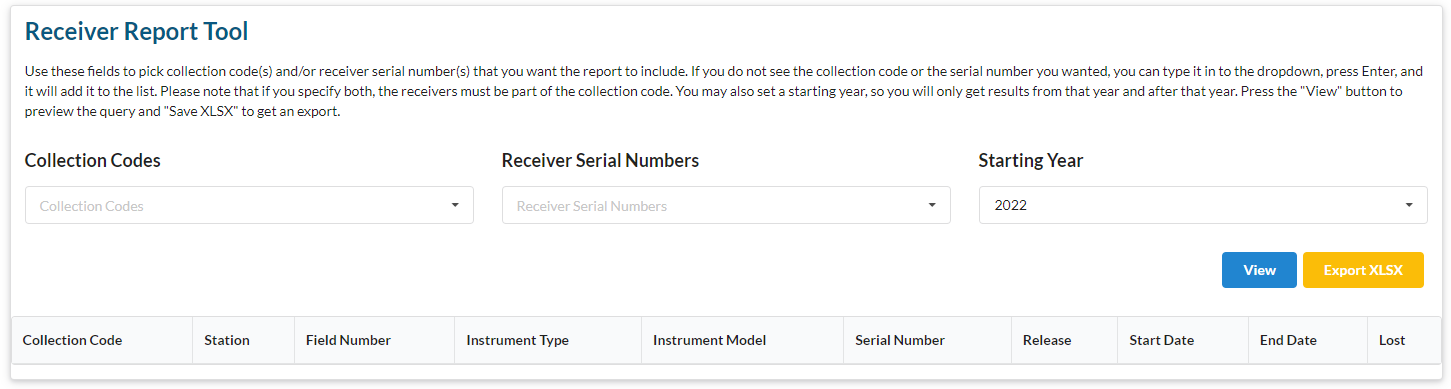 Receiver Report Tool
Use these fields to pick collection code(s) and/or receiver serial number(s) that you want the report to include. If you do not see the collection code or the serial number you wanted, you can type it in to the dropdown, press Enter, and
it will add it to the list. Please note that if you specify both, the receivers must be part of the collection code. You may also set a starting year, so you will only get results from that year and after that year. Press the "View" button to
preview the query and "Save XLSX" to get an export.
Collection Codes Receiver Serial Numbers Starting Year
Collection Codes Receiver Serial Numbers 2022
View Export XLSX
Collection Code Station Field Number Instrument Type Instrument Model Serial Number Release Start Date End Date Lost